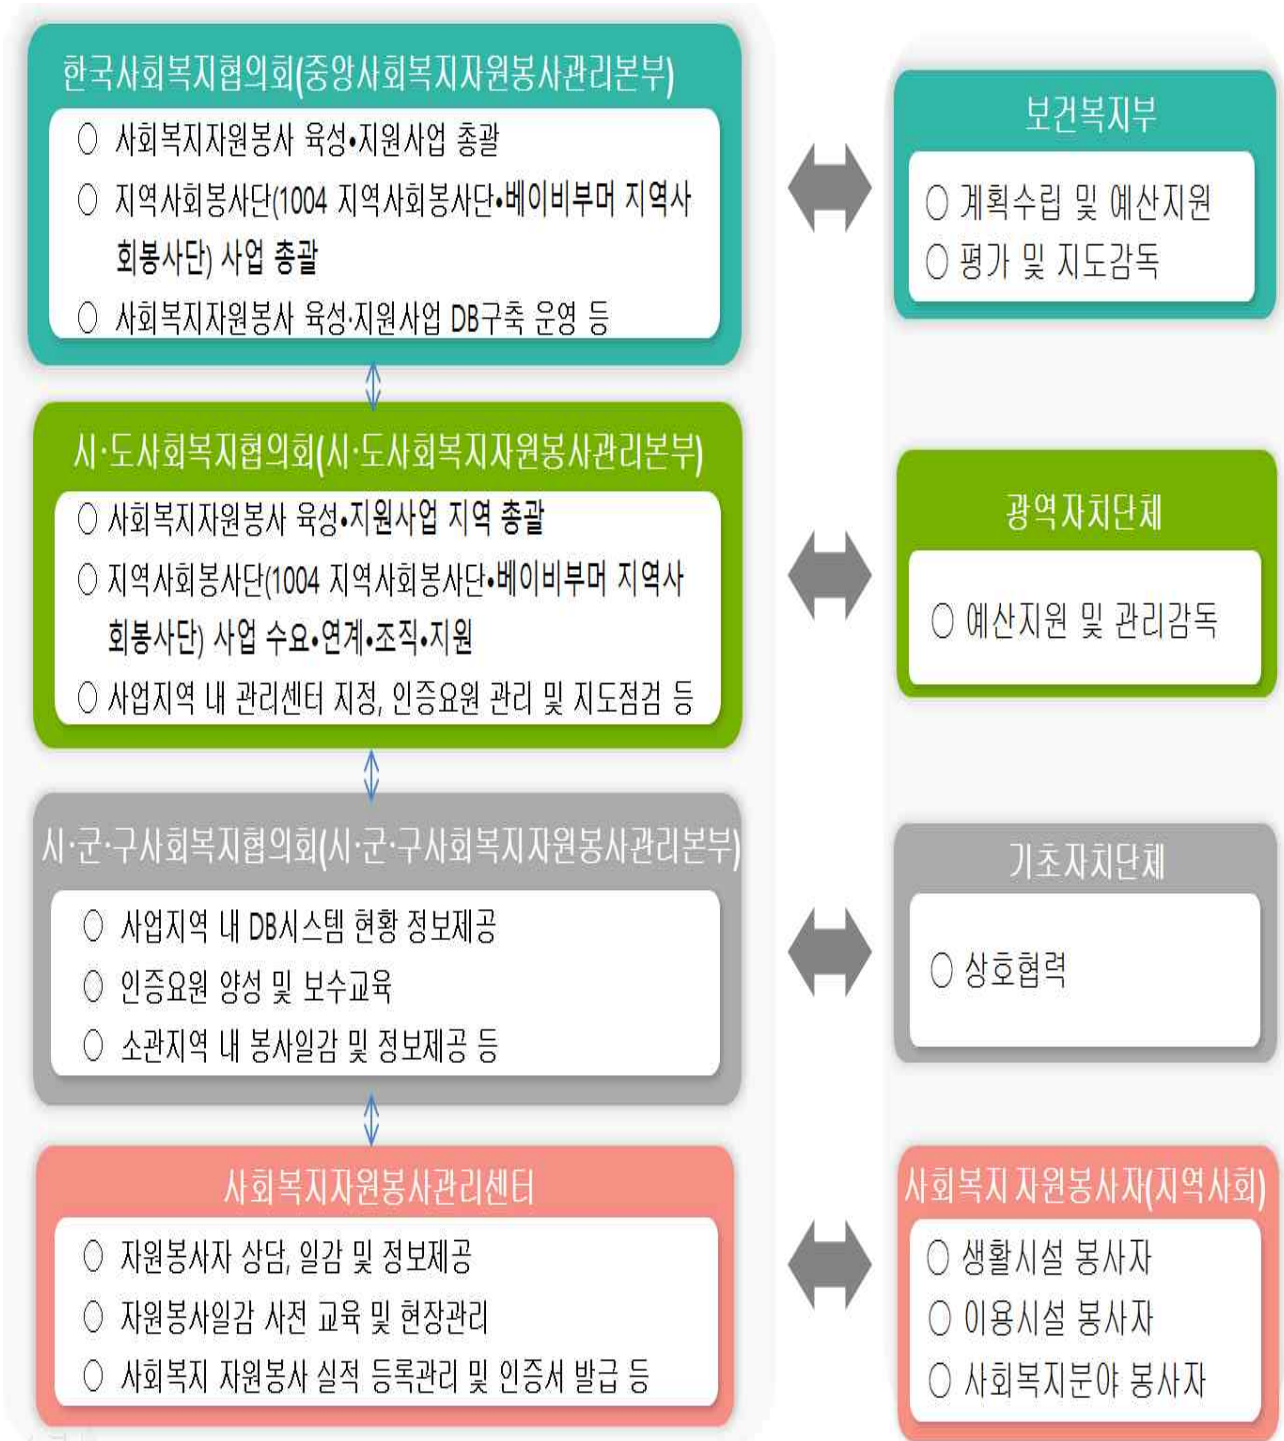 한국사회복지협의회(중앙사회복지자원봉사관리본부)
○ 사회복지자원봉사 육성•지원사업 총괄
○ 지역사회봉사단(1004 지역사회봉사단•베이비부머 지역사
회봉사단) 사업 총괄
○ 사회복지자원봉사 육성·지원사업 DB구축 운영 등
보건복지부
○ 계획수립 및 예산지원
○ 평가 및 지도감독
시·도사회복지협의회(시·도사회복지자원봉사관리본부)
○ 사회복지자원봉사 육성•지원사업 지역 총괄
○ 지역사회봉사단(1004 지역사회봉사단•베이비부머 지역사
회봉사단) 사업 수요•연계•조직•지원
○ 사업지역 내 관리센터 지정, 인증요원 관리 및 지도점검 등
광역자치단체
○ 예산지원 및 관리감독
시·군·구사회복지협의회(시·군·구사회복지자원봉사관리본부)
○ 사업지역 내 DB시스템 현황 정보제공
○ 인증요원 양성 및 보수교육
○ 소관지역 내 봉사일감 및 정보제공 등
기초자치단체
○ 상호협력
사회복지자원봉사관리센터
○ 자원봉사자 상담, 일감 및 정보제공
○ 자원봉사일감 사전 교육 및 현장관리
○ 사회복지 자원봉사 실적 등록관리 및 인증서 발급 등
사회복지 자원봉사자(지역사회)
○ 생활시설 봉사자
○ 이용시설 봉사자
○ 사회복지분야 봉사자